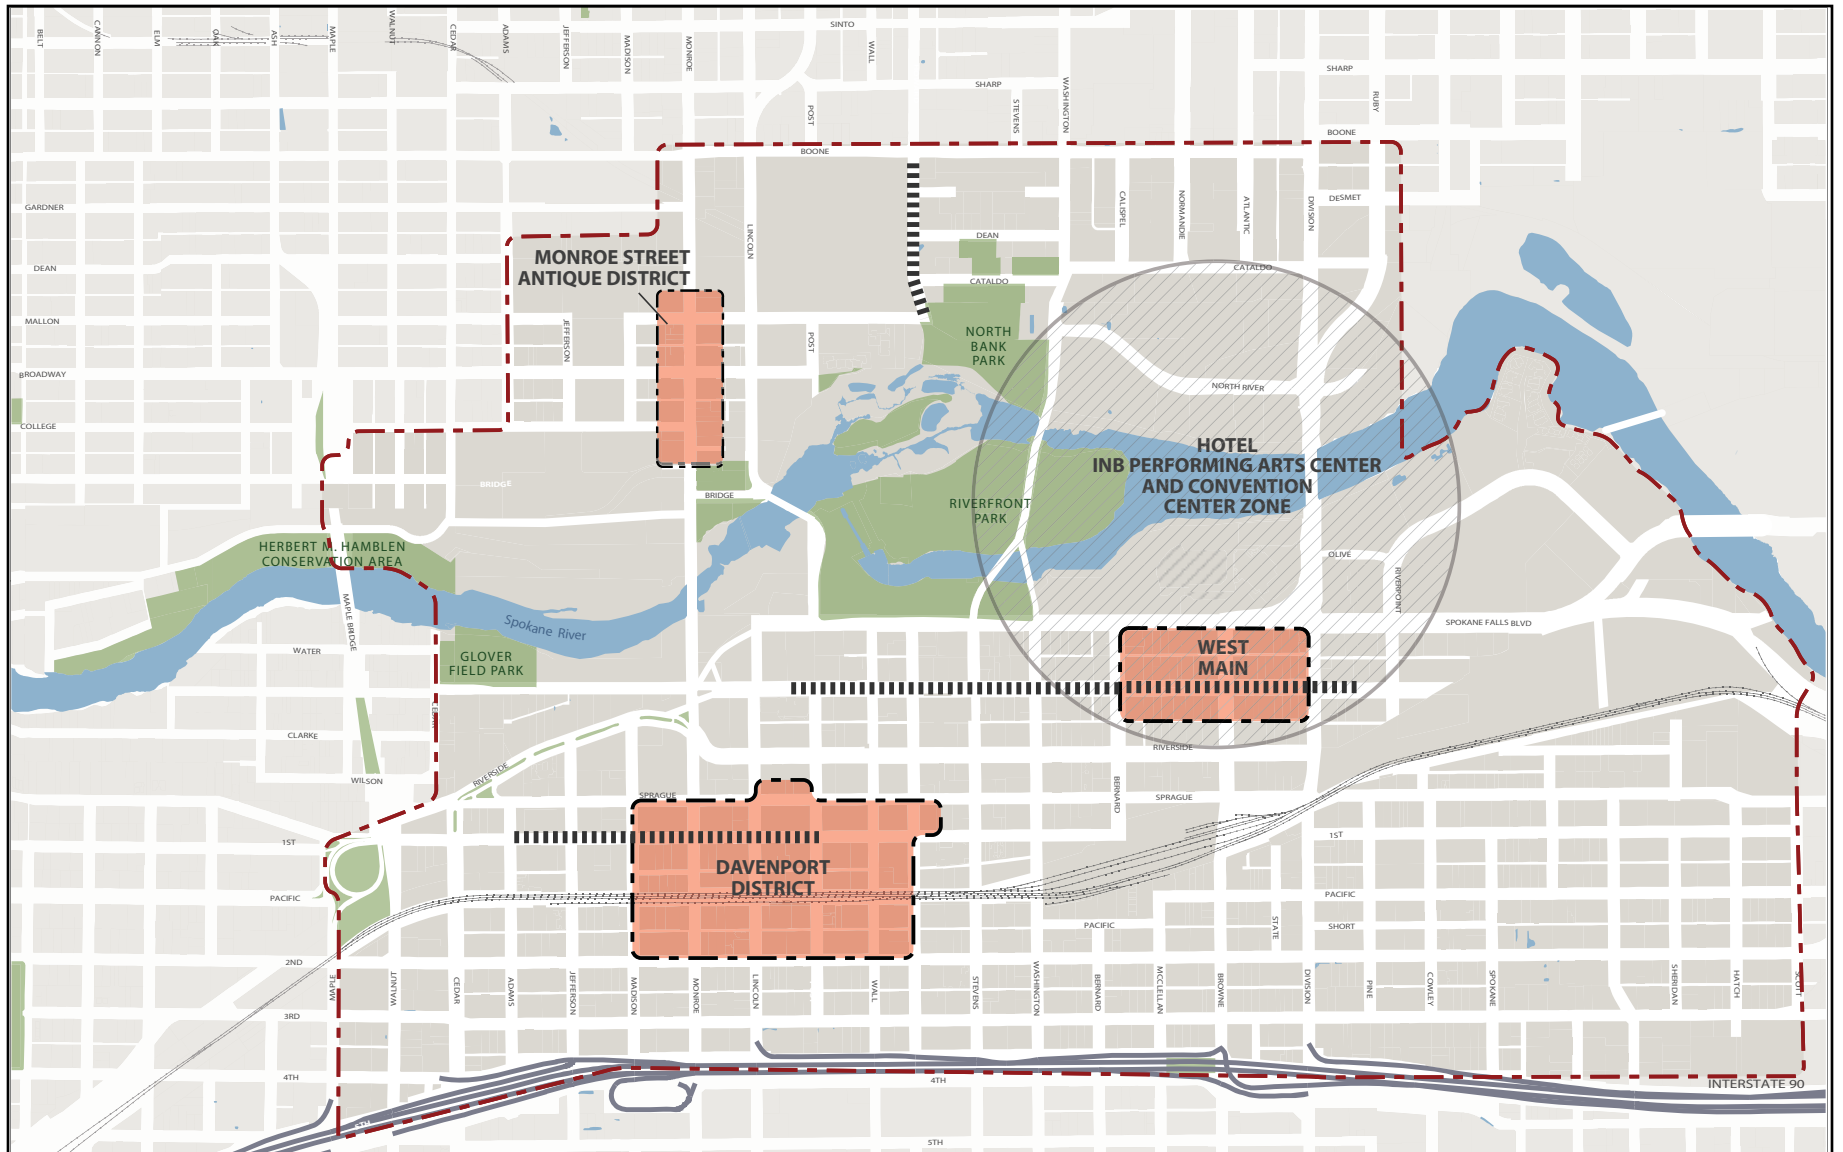 BELT
CANNON
ELM
OAK
ASH
MAPLE
WALNUT
CEDAR
ADAMS
JEFFERSON
MADISON
MONROE
SINTO
WALL
SHARP
POST
STEVENS
WASHINGTON
SHARP
RUBY
BOONE
BOONE
GARDNER
LINCOLN
CALISPEL
NORMANDIE
ATLANTIC
DIVISION
DESMET
DEAN
DEAN
MONROE STREET
ANTIQUE DISTRICT
CATALDO
CATALDO
MALLON
JEFFERSON
POST
NORTH
BANK
PARK
BROADWAY
NORTH RIVER
COLLEGE
HOTEL
INB PERFORMING ARTS CENTER
AND CONVENTION
CENTER ZONE
BRIDGE
BRIDGE
RIVERFRONT
PARK
HERBERT M. HAMBLEN
CONSERVATION AREA
OLIVE
RIVERPOINT
MAPLE BRIDGE
Spokane River
SPOKANE FALLS BLVD
WATER
GLOVER
FIELD PARK
WEST
MAIN
CEDAR
CLARKE
RIVERSIDE
WILSON
RIVERSIDE
SPRAGUE
BERNARD
SPRAGUE
1ST
1ST
DAVENPORT
DISTRICT
PACIFIC
PACIFIC
PACIFIC
STATE
SHORT
2ND
MAPLE
WALNUT
CEDAR
ADAMS
JEFFERSON
MADISON
MONROE
LINCOLN
WALL
STEVENS
WASHINGTON
BERNARD
MCCLELLAN
BROWNE
DIVISION
PINE
COWLEY
SPOKANE
SHERIDAN
HATCH
SCOTT
3RD
4TH
4TH
INTERSTATE 90
5TH